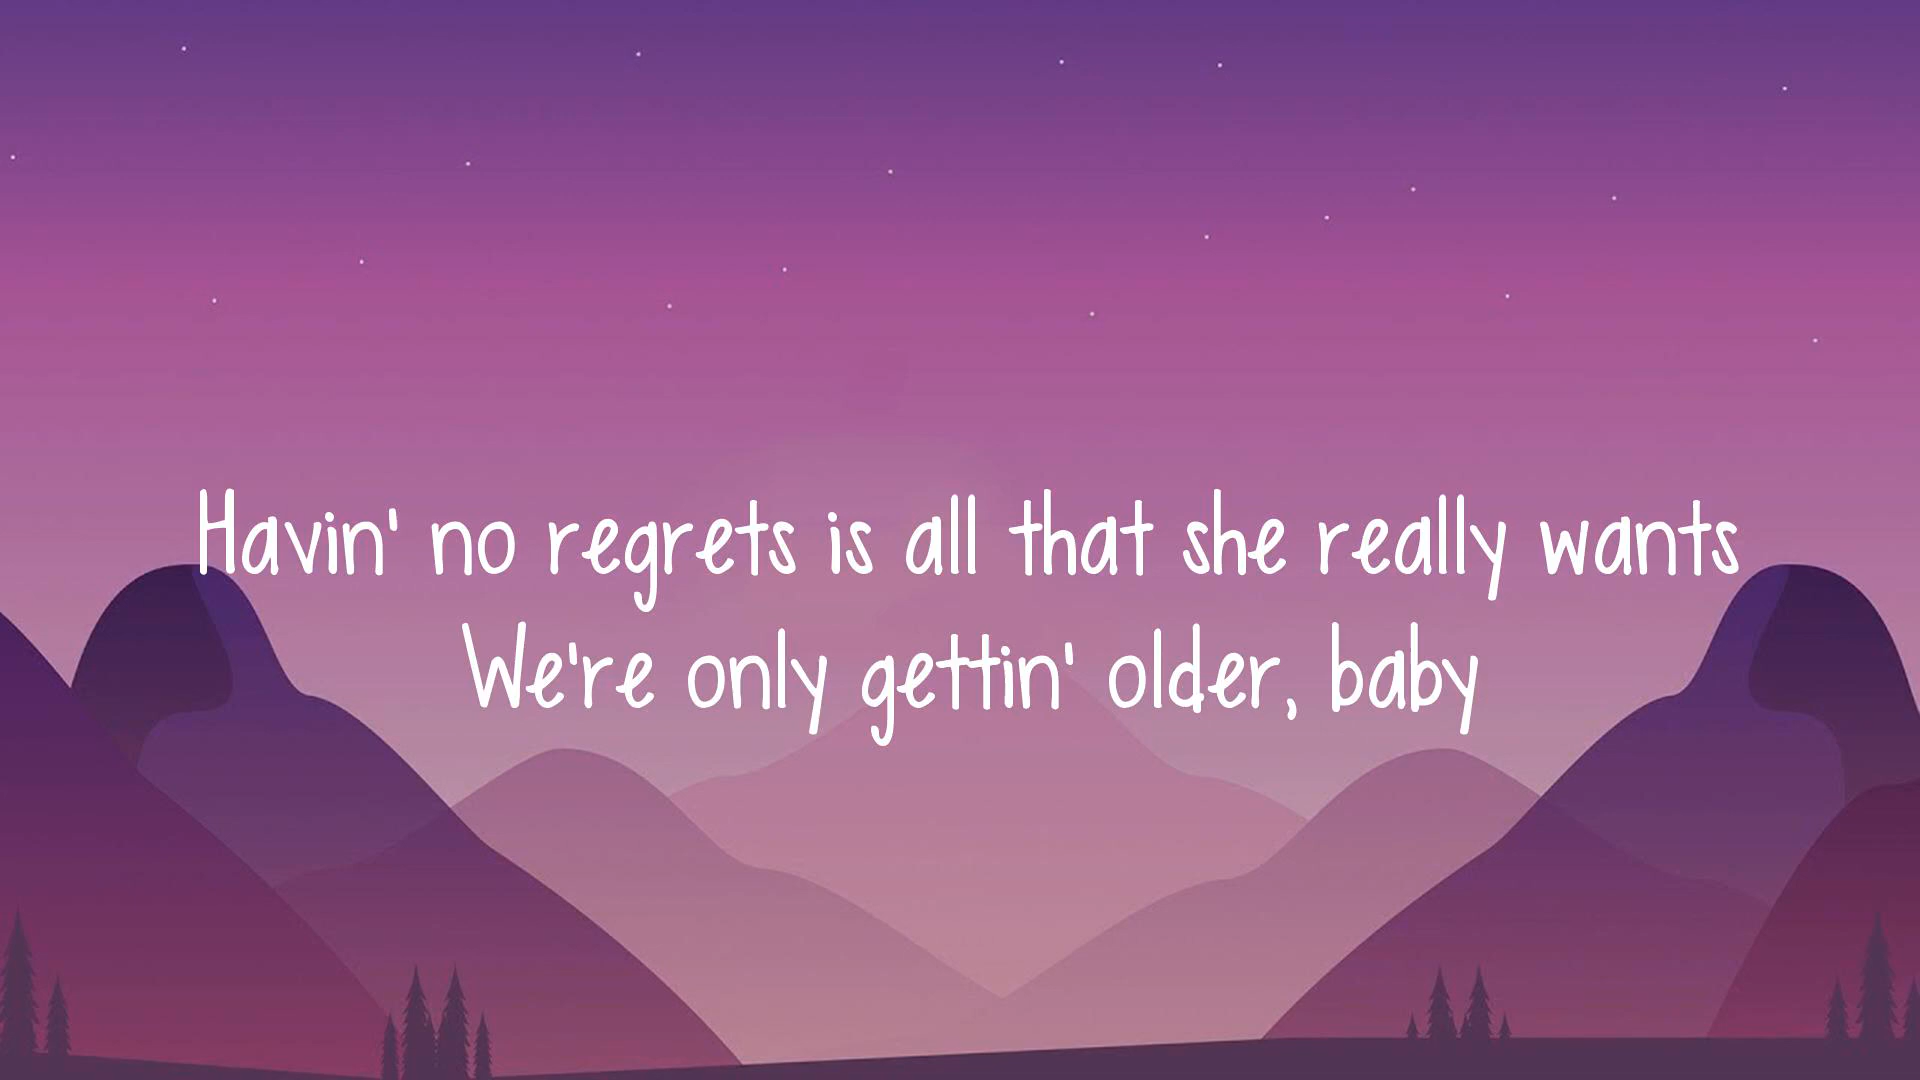 Havin' no regrets is all that she really wants
We're only gettin' older, baby